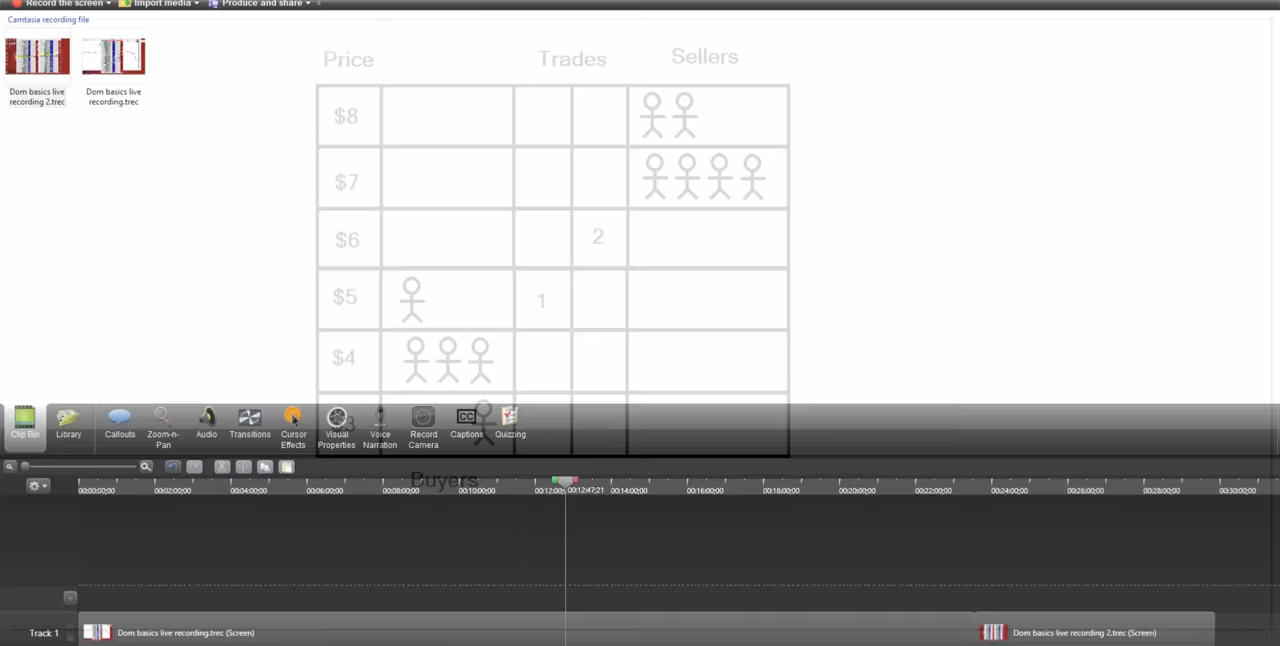 Record the screen Import media Produce and share
Camtasia recording file
Dom basics live
recording 2.trec
Dom basics live
recording.trec
Price Trades Sellers
$8
$7
$6 2
$5 1
$4
Clip Bin Library Callouts Zoom-n-
Pan Audio Transitions Cursor
Effects Visual
Properties Voice
Narration Record
Camera Captions Quizzing
CC
Buyers
00:00:00;00 00:02:00;00 00:04:00;00 00:06:00;00 00:08:00;00 00:10:00;00 00:12:00; 00:12:47;21 00:14:00;00 00:16:00;00 00:18:00;00 00:20:00;00 00:22:00;00 00:24:00;00 00:26:00;00 00:28:00;00 00:30:00;00
Track 1 Dom basics live recording.trec (Screen) Dom basics live recording 2.trec (Screen)